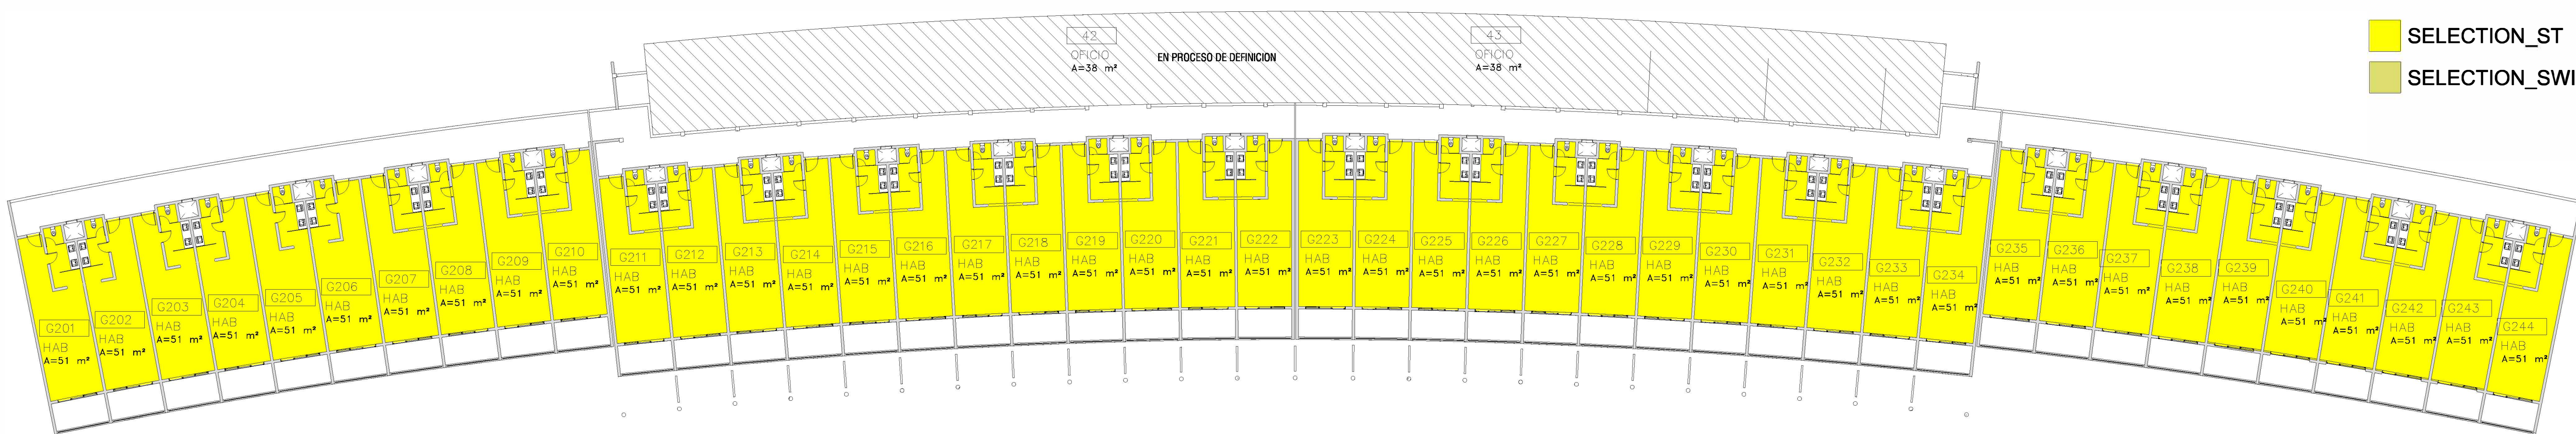 42
OFICIO
A=38 m²
EN PROCESO DE DEFINICION
43
OFICIO
A=38 m²
SELECTION_ST
SELECTION_SWI
G201
HAB
A=51 m²
G202
HAB
A=51 m²
G203
HAB
A=51 m²
G204
HAB
A=51 m²
G205
HAB
A=51 m²
G206
HAB
A=51 m²
G207
HAB
A=51 m²
G208
HAB
A=51 m²
G209
HAB
A=51 m²
G210
HAB
A=51 m²
G211
HAB
A=51 m²
G212
HAB
A=51 m²
G213
HAB
A=51 m²
G214
HAB
A=51 m²
G215
HAB
A=51 m²
G216
HAB
A=51 m²
G217
HAB
A=51 m²
G218
HAB
A=51 m²
G219
HAB
A=51 m²
G220
HAB
A=51 m²
G221
HAB
A=51 m²
G222
HAB
A=51 m²
G223
HAB
A=51 m²
G224
HAB
A=51 m²
G225
HAB
A=51 m²
G226
HAB
A=51 m²
G227
HAB
A=51 m²
G228
HAB
A=51 m²
G229
HAB
A=51 m²
G230
HAB
A=51 m²
G231
HAB
A=51 m²
G232
HAB
A=51 m²
G233
HAB
A=51 m²
G234
HAB
A=51 m²
G235
HAB
A=51 m²
G236
HAB
A=51 m²
G237
HAB
A=51 m²
G238
HAB
A=51 m²
G239
HAB
A=51 m²
G240
HAB
A=51 m²
G241
HAB
A=51 m²
G242
HAB
A=51 m²
G243
HAB
A=51 m²
G244
HAB
A=51 m²